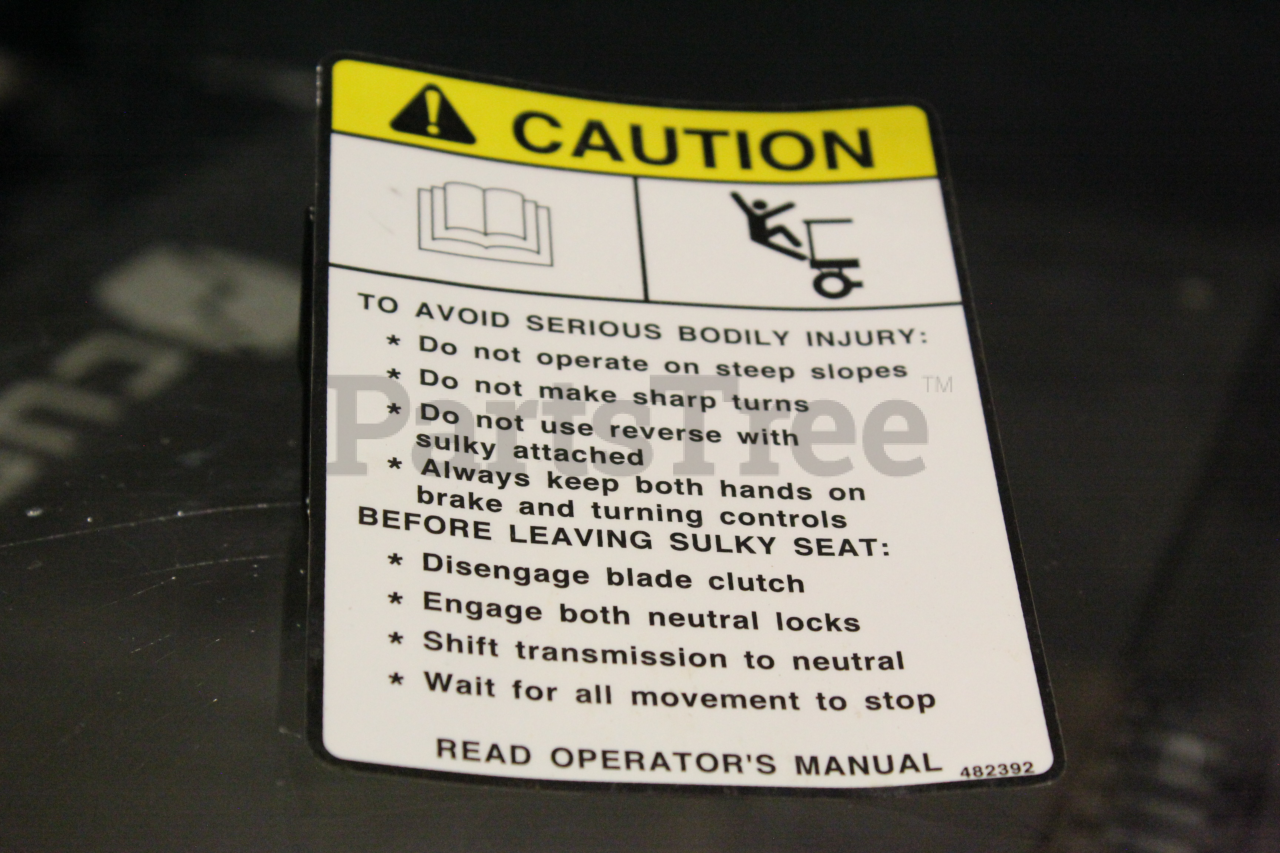 CAUTION
TO AVOID SERIOUS BODILY INJURY:
* Do not operate on steep slopes
* Do not make sharp turns
* Do not use reverse with
sulky attached
* Always keep both hands on
brake and turning controls
BEFORE LEAVING SULKY SEAT:
* Disengage blade clutch
* Engage both neutral locks
* Shift transmission to neutral
* Wait for all movement to stop
READ OPERATOR'S MANUAL 482392
PartsTree™